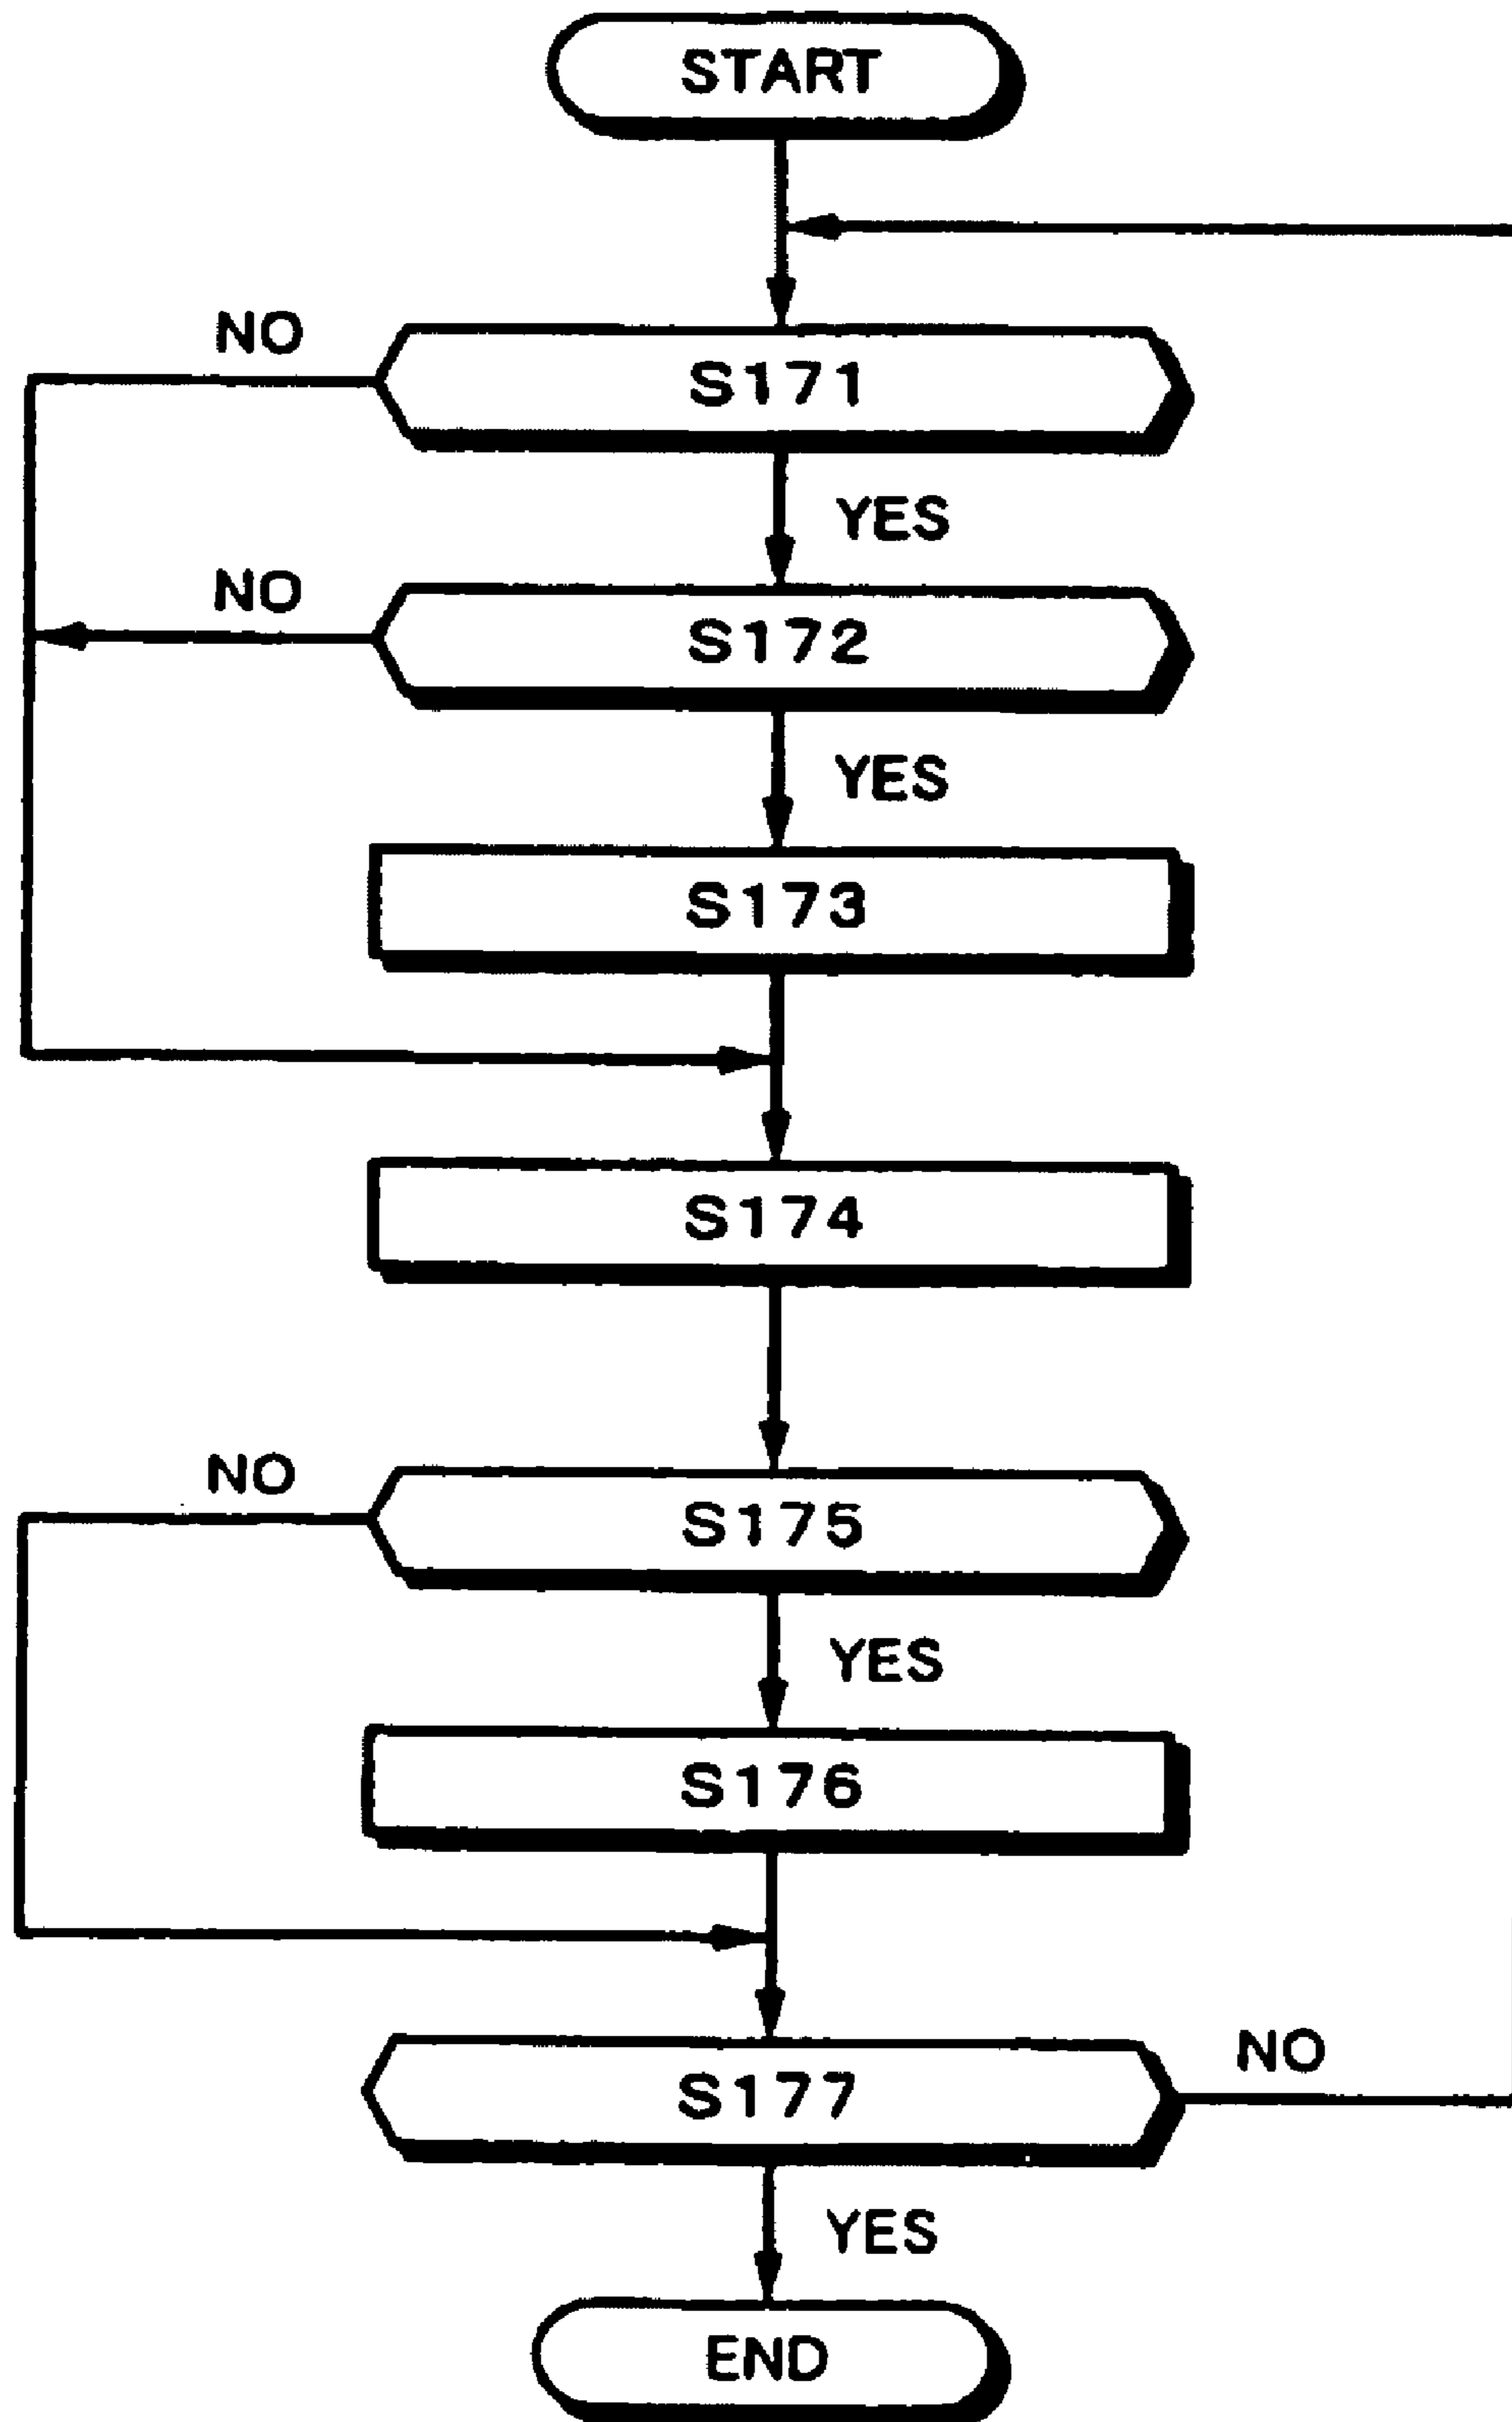 START
NO
S171
YES
NO
S172
YES
S173
S174
NO
S175
YES
S176
NO
S177
YES
END